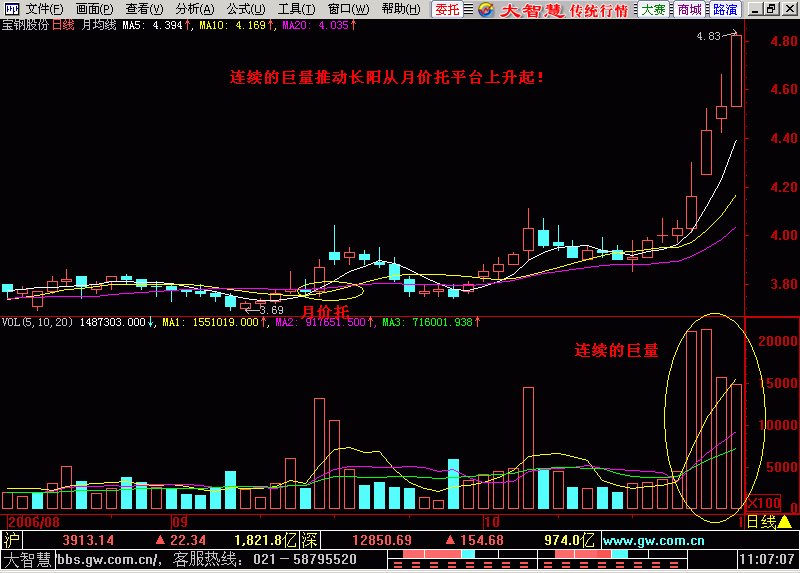 文件(F) 画面(P) 查看(V) 分析(A) 公式(U) 工具(T) 窗口(W) 帮助(H) 委托 大智慧 传统行情 大赛 商城 路演
宝钢股份日线 月均线 MA5: 4.394↑, MA10: 4.169↑, MA20: 4.035↑
4.83
4.80
连续的巨量推动长阳从月价托平台上升起!
4.60
4.40
4.20
4.00
3.80
3.69
月价托
VOL(5,10,20) 1487303.000↓, MA1: 1551019.000↑, MA2: 917651.500↑, MA3: 716001.938↑
20000
连续的巨量
15000
10000
5000
X100
2006/08 09 10 1 日线
沪 3913.14 ▲ 22.34 1,821.8亿 深 12850.69 ▲ 154.68 974.0亿 www.gw.com.cn
大智慧 bbs.gw.com.cn/, 客服热线: 021-58795520 11:07:07